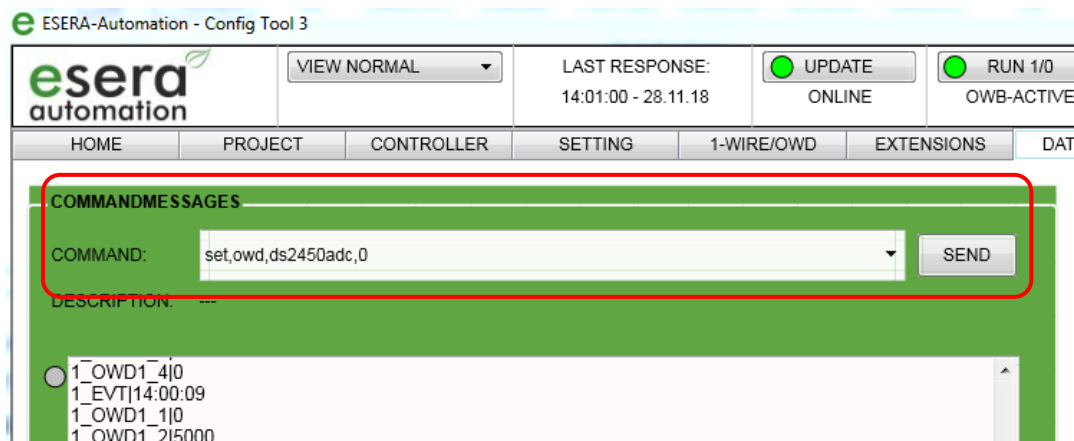 ESERA-Automation - Config Tool 3
esera automation
VIEW NORMAL
LAST RESPONSE:
14:01:00 - 28.11.18
UPDATE
ONLINE
RUN 1/0
OWB-ACTIVE
HOME PROJECT CONTROLLER SETTING 1-WIRE/OWD EXTENSIONS DAT
COMMANDMESSAGES
COMMAND: set,owd,ds2450adc,0 SEND
DESCRIPTION: ---
1_OWD1_4|0
1_EVT|14:00:09
1_OWD1_1|0
1_OWD1_2|5000